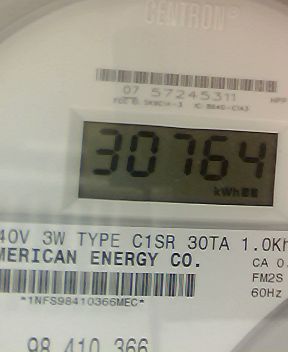 CENTRON®
07 57245311
30764
kWh
40V 3W TYPE C1SR 30TA 1.0Kh
MERICAN ENERGY CO.
CA 0.
FM2S
60Hz
*1NFS98410366MEC*
98 410 366